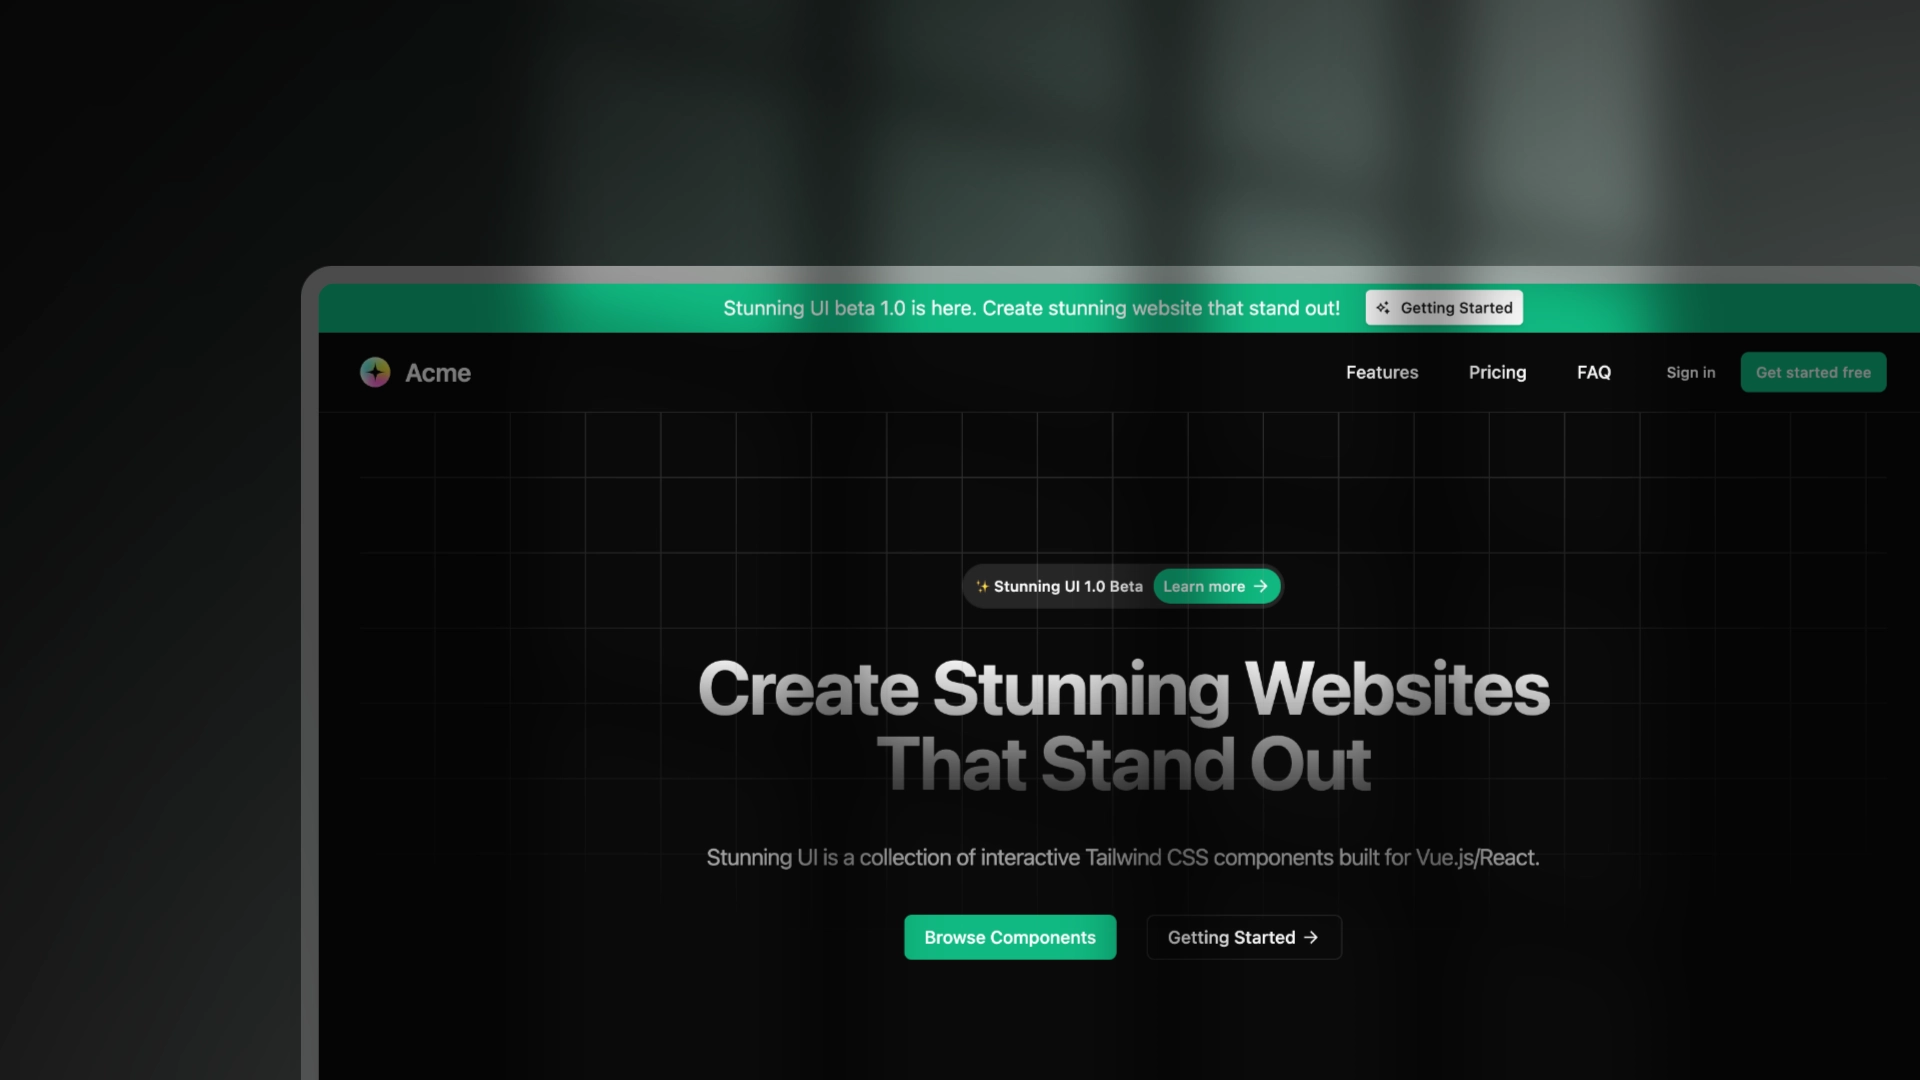 Stunning UI beta 1.0 is here. Create stunning website that stand out! Getting Started
Acme Features Pricing FAQ Sign in Get started free
✨ Stunning UI 1.0 Beta Learn more →
Create Stunning Websites
That Stand Out
Stunning UI is a collection of interactive Tailwind CSS components built for Vue.js/React.
Browse Components Getting Started →